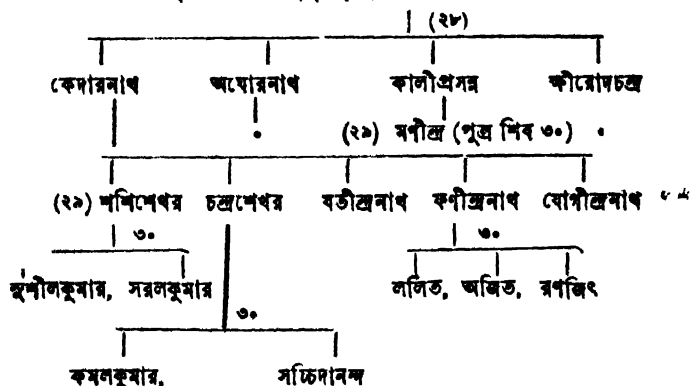 (২৮)
কেদারনাথ অঘোরনাথ কালীপ্রসন্ন ক্ষীরোদচন্দ্র
(২৯) মণীন্দ্র (পুত্র শিব ৩০)
(২৯) শশিশেখর চন্দ্রশেখর যতীন্দ্রনাথ ফণীন্দ্রনাথ যোগীন্দ্রনাথ
৩০ ৩০
সুশীলকুমার, সরলকুমার ললিত, অজিত, রণজিৎ
৩০
কমলকুমার, সচ্চিদানন্দ